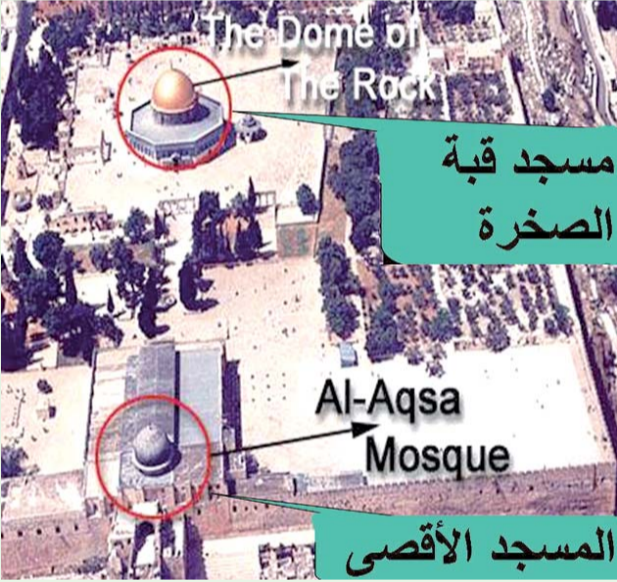 The Dome of
The Rock
مسجد قبة
الصخرة
Al-Aqsa
Mosque
المسجد الأقصى